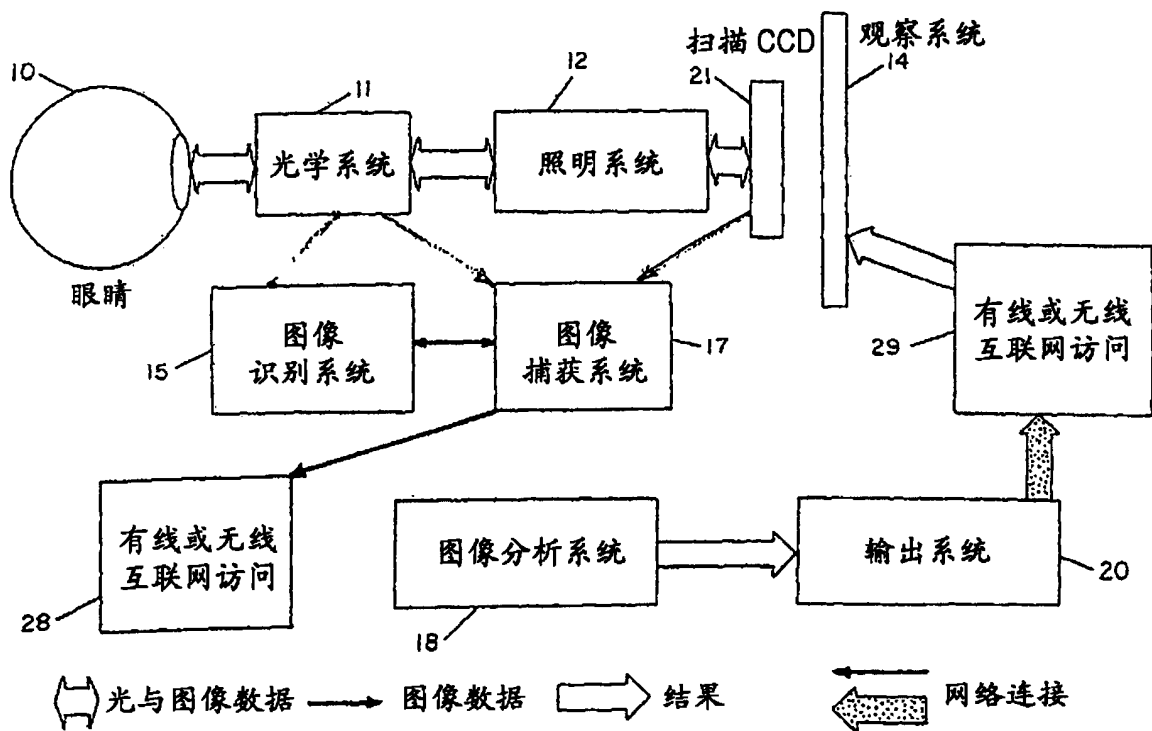 扫描 CCD
观察系统
10
11
12
21
14
光学系统
照明系统
眼睛
图像
识别系统
15
图像
捕获系统
17
有线或无线
互联网访问
29
有线或无线
互联网访问
28
图像分析系统
18
输出系统
20
光与图像数据
图像数据
结果
网络连接